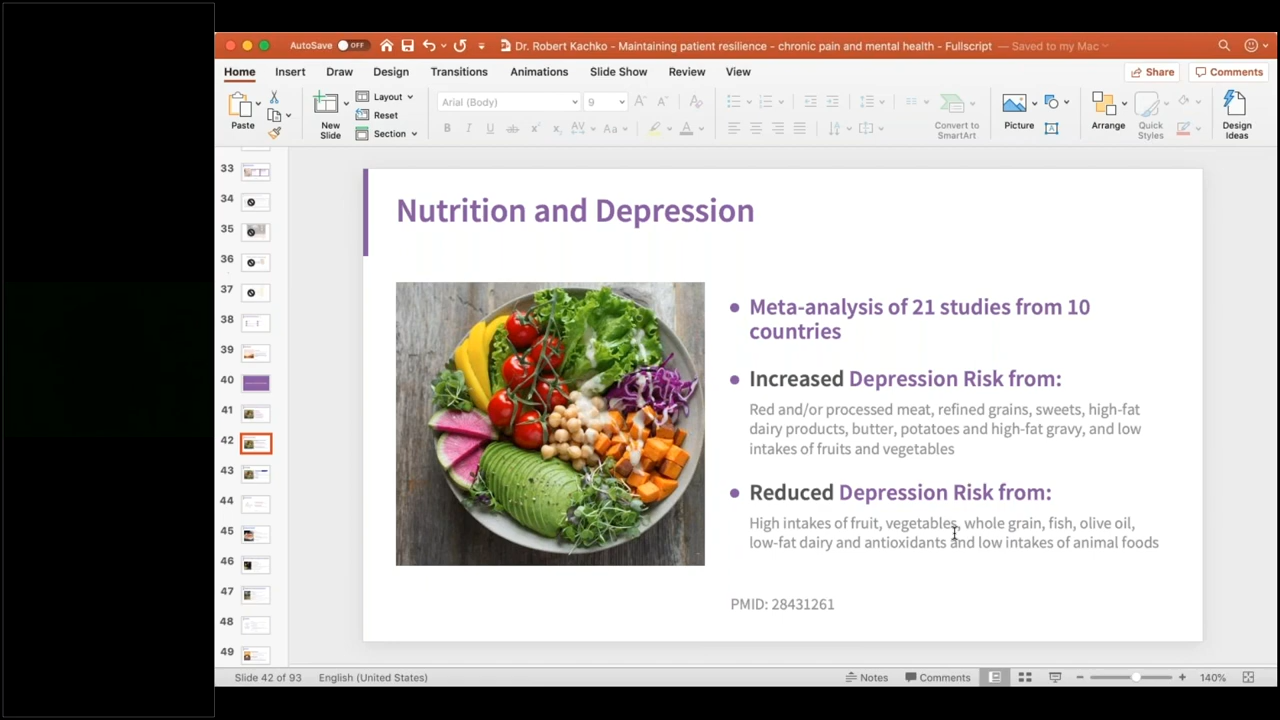 AutoSave OFF Dr. Robert Kachko - Maintaining patient resilience - chronic pain and mental health - Fullscript — Saved to my Mac
Home Insert Draw Design Transitions Animations Slide Show Review View Share Comments
Paste
New Slide
Layout
Reset
Section
Arial (Body) 9
Convert to SmartArt
Picture
Arrange
Quick Styles
Design Ideas
33
34
35
36
37
38
39
40
41
42
43
44
45
46
47
48
49
Nutrition and Depression
Meta-analysis of 21 studies from 10
countries
Increased Depression Risk from:
Red and/or processed meat, refined grains, sweets, high-fat
dairy products, butter, potatoes and high-fat gravy, and low
intakes of fruits and vegetables
Reduced Depression Risk from:
High intakes of fruit, vegetables, whole grain, fish, olive oil,
low-fat dairy and antioxidants and low intakes of animal foods
PMID: 28431261
Slide 42 of 93 English (United States) Notes Comments 140%